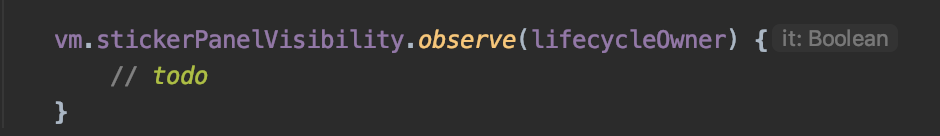 vm.stickerPanelVisibility.observe(lifecycleOwner) { it: Boolean
// todo
}